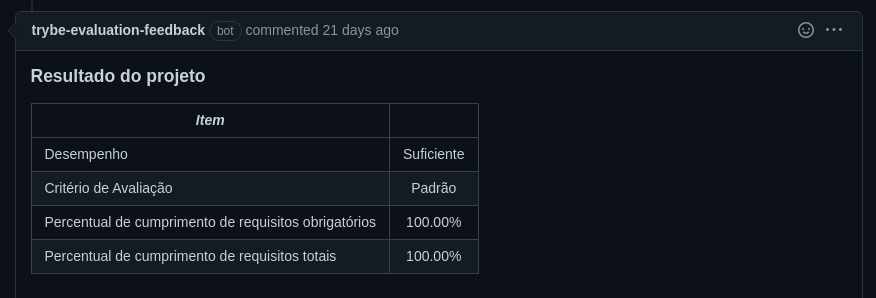 trybe-evaluation-feedback bot commented 21 days ago
Resultado do projeto
Item
Desempenho Suficiente
Critério de Avaliação Padrão
Percentual de cumprimento de requisitos obrigatórios 100.00%
Percentual de cumprimento de requisitos totais 100.00%